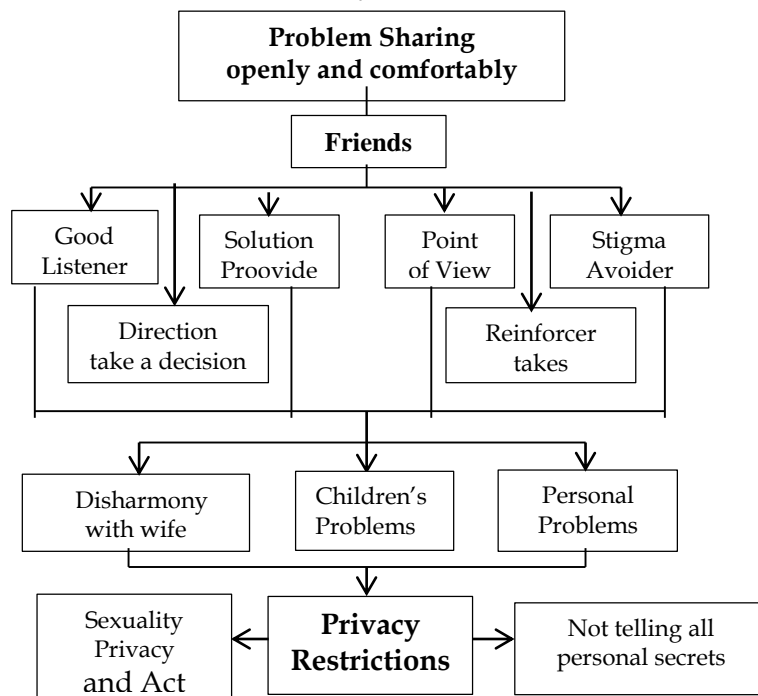 Problem Sharing
openly and comfortably
Friends
Good
Listener
Solution
Proovide
Point
of View
Stigma
Avoider
Direction
take a decision
Reinforcer
takes
Disharmony
with wife
Children's
Problems
Personal
Problems
Sexuality
Privacy
and Act
Privacy
Restrictions
Not telling all
personal secrets